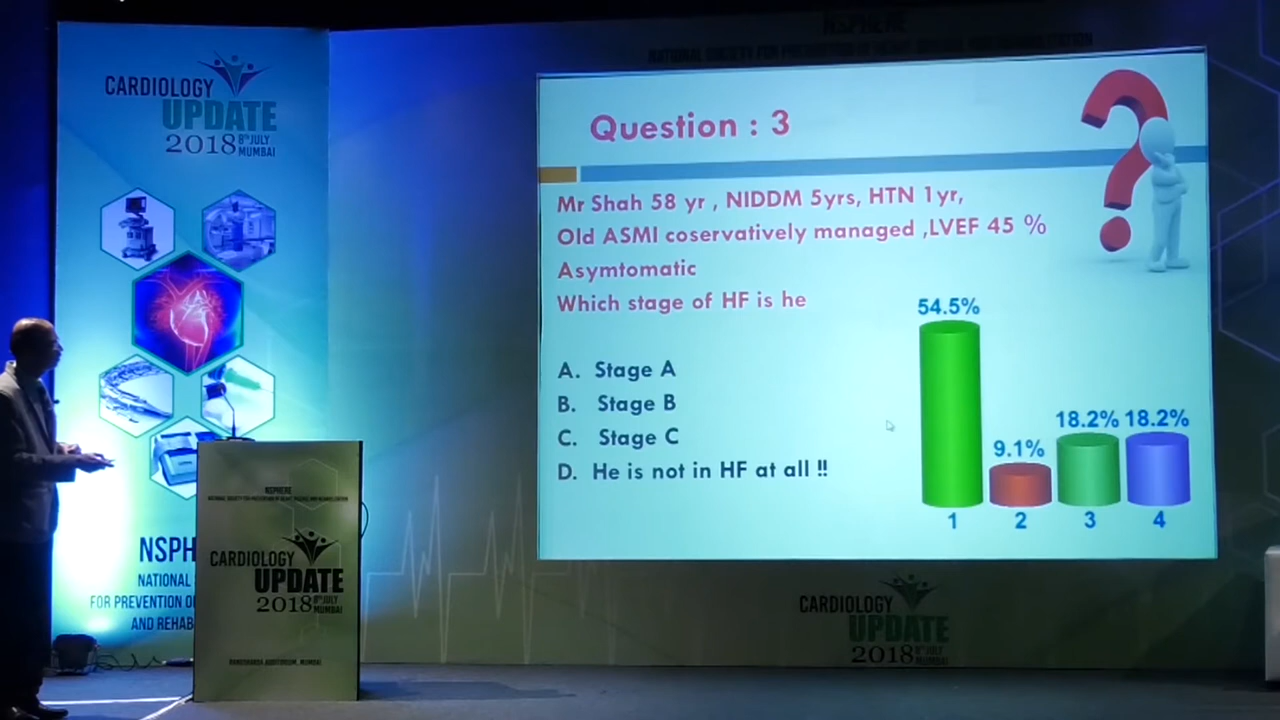 CARDIOLOGY
UPDATE
2018 8TH JULY
MUMBAI
NSPH
NATIONAL
FOR PREVENTION O
AND REHAB
NSPHERE
CARDIOLOGY
UPDATE
2018 8TH JULY
MUMBAI
NSPHERE
Question : 3
Mr Shah 58 yr , NIDDM 5yrs, HTN 1yr,
Old ASMI coservatively managed ,LVEF 45 %
Asymtomatic
Which stage of HF is he
A. Stage A
B. Stage B
C. Stage C
D. He is not in HF at all !!
54.5%
9.1%
18.2%
18.2%
1
2
3
4
CARDIOLOGY
UPDATE
2018 8TH JULY
MUMBAI